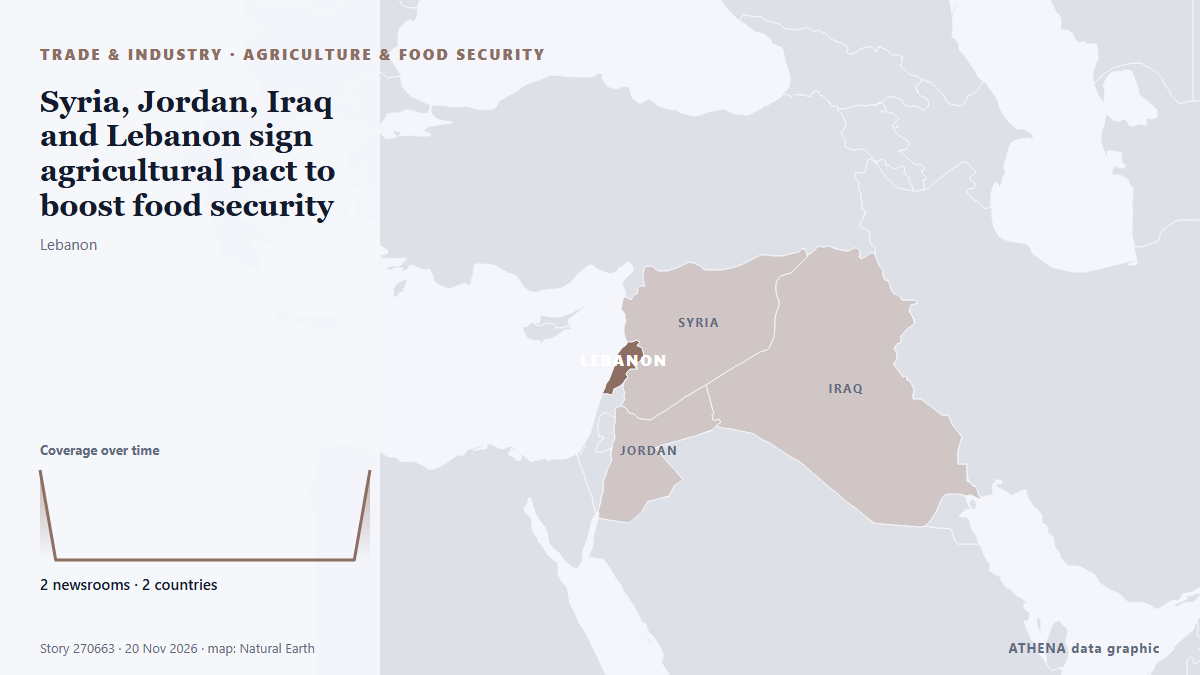 TRADE & INDUSTRY · AGRICULTURE & FOOD SECURITY
Syria, Jordan, Iraq
and Lebanon sign
agricultural pact to
boost food security
Lebanon
SYRIA
LEBANON
IRAQ
JORDAN
Coverage over time
2 newsrooms · 2 countries
Story 270663 · 20 Nov 2026 · map: Natural Earth
ATHENA data graphic